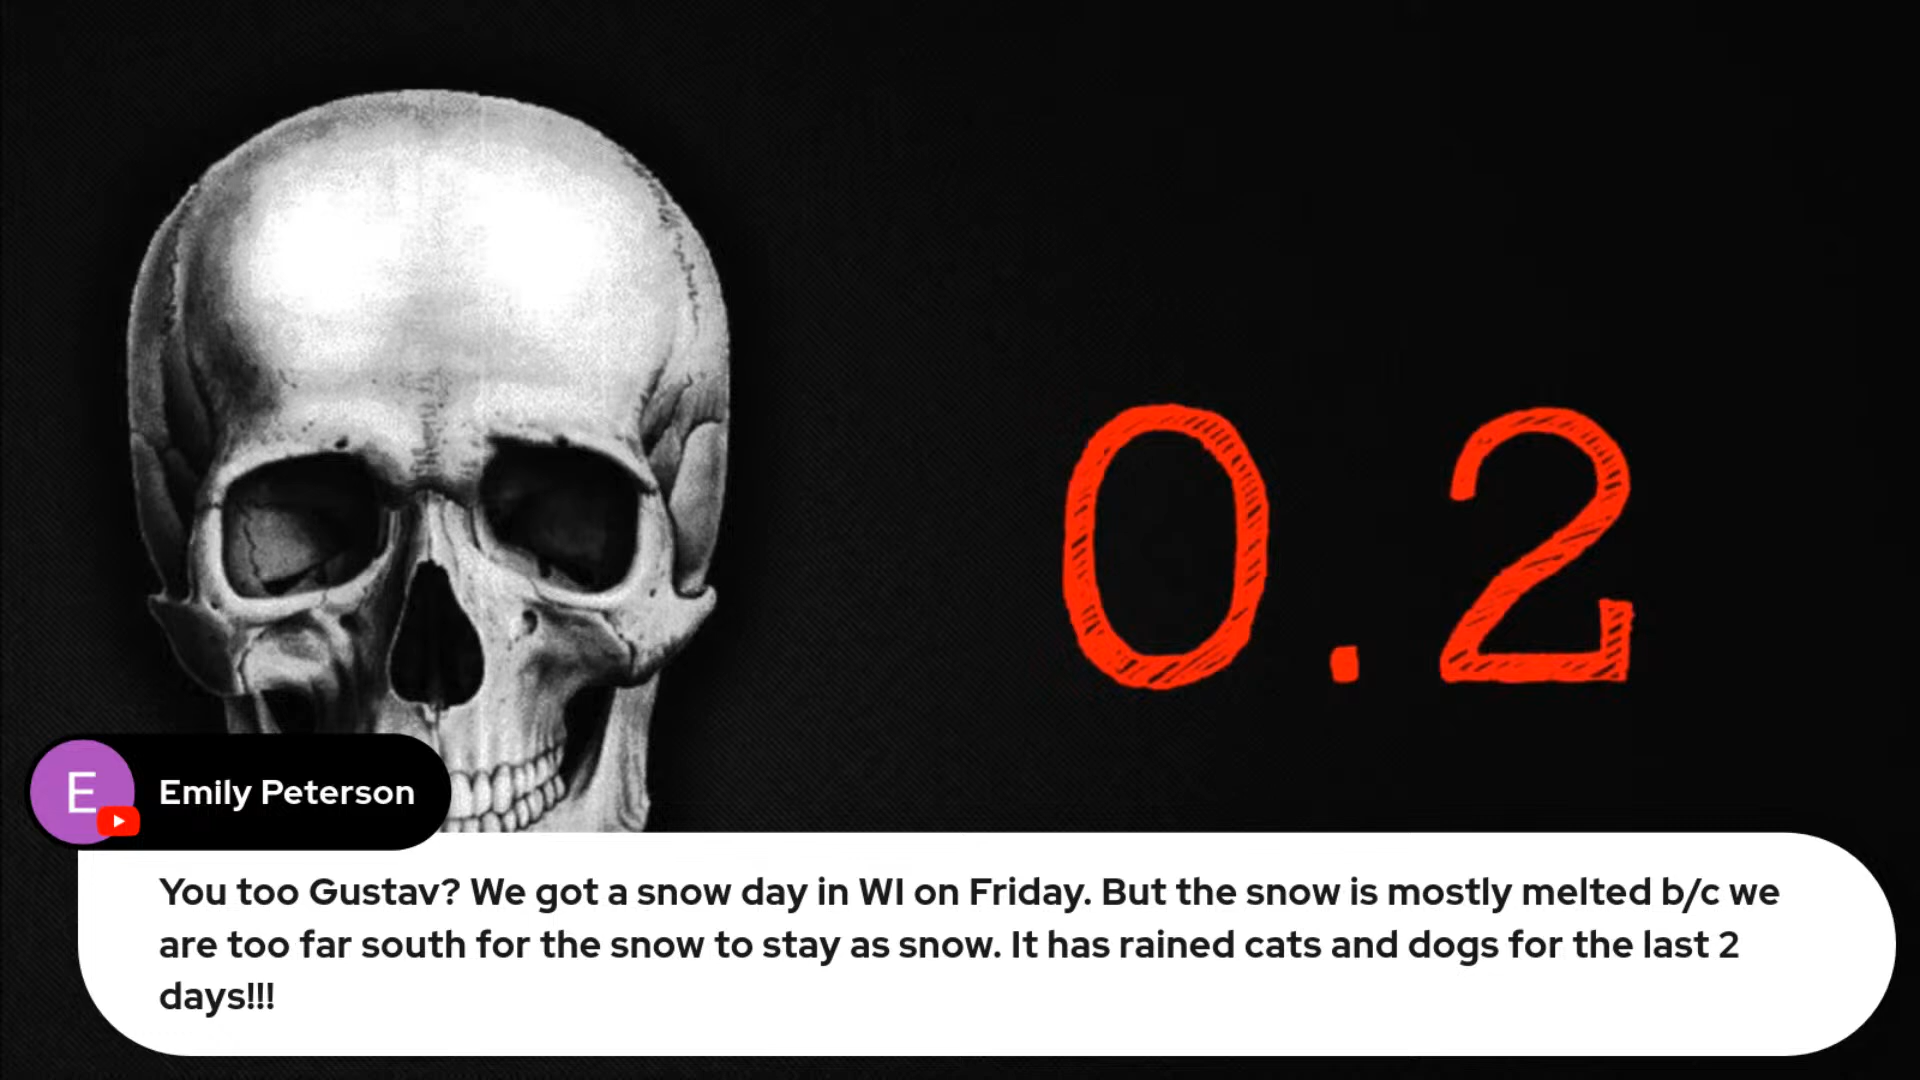 0.2
E
Emily Peterson
You too Gustav? We got a snow day in WI on Friday. But the snow is mostly melted b/c we
are too far south for the snow to stay as snow. It has rained cats and dogs for the last 2
days!!!